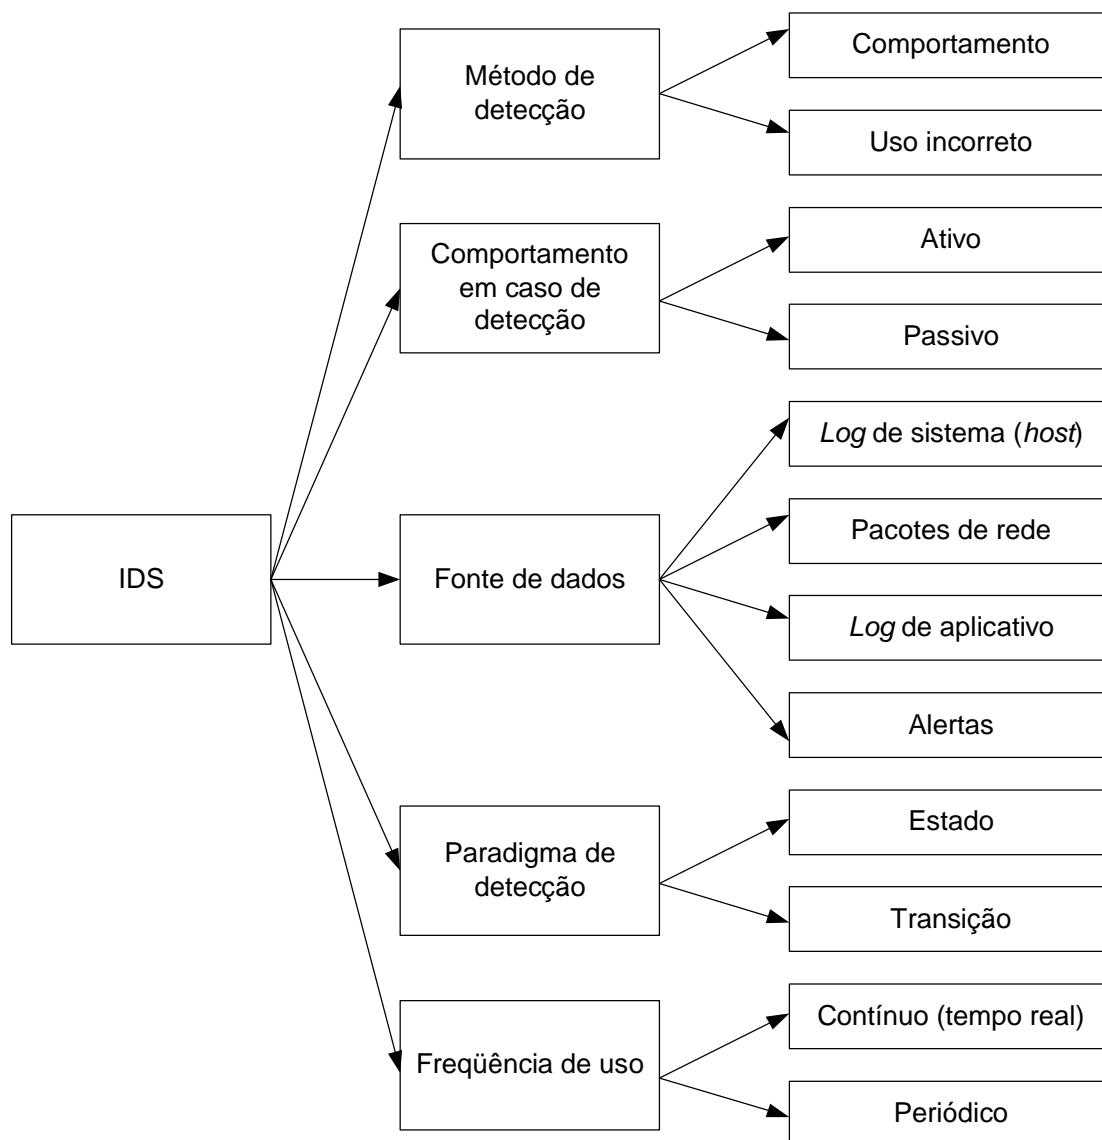 IDS
Método de
detecção
Comportamento
Uso incorreto
Comportamento
em caso de
detecção
Ativo
Passivo
Fonte de dados
Log de sistema (host)
Pacotes de rede
Log de aplicativo
Alertas
Paradigma de
detecção
Estado
Transição
Freqüência de uso
Contínuo (tempo real)
Periódico